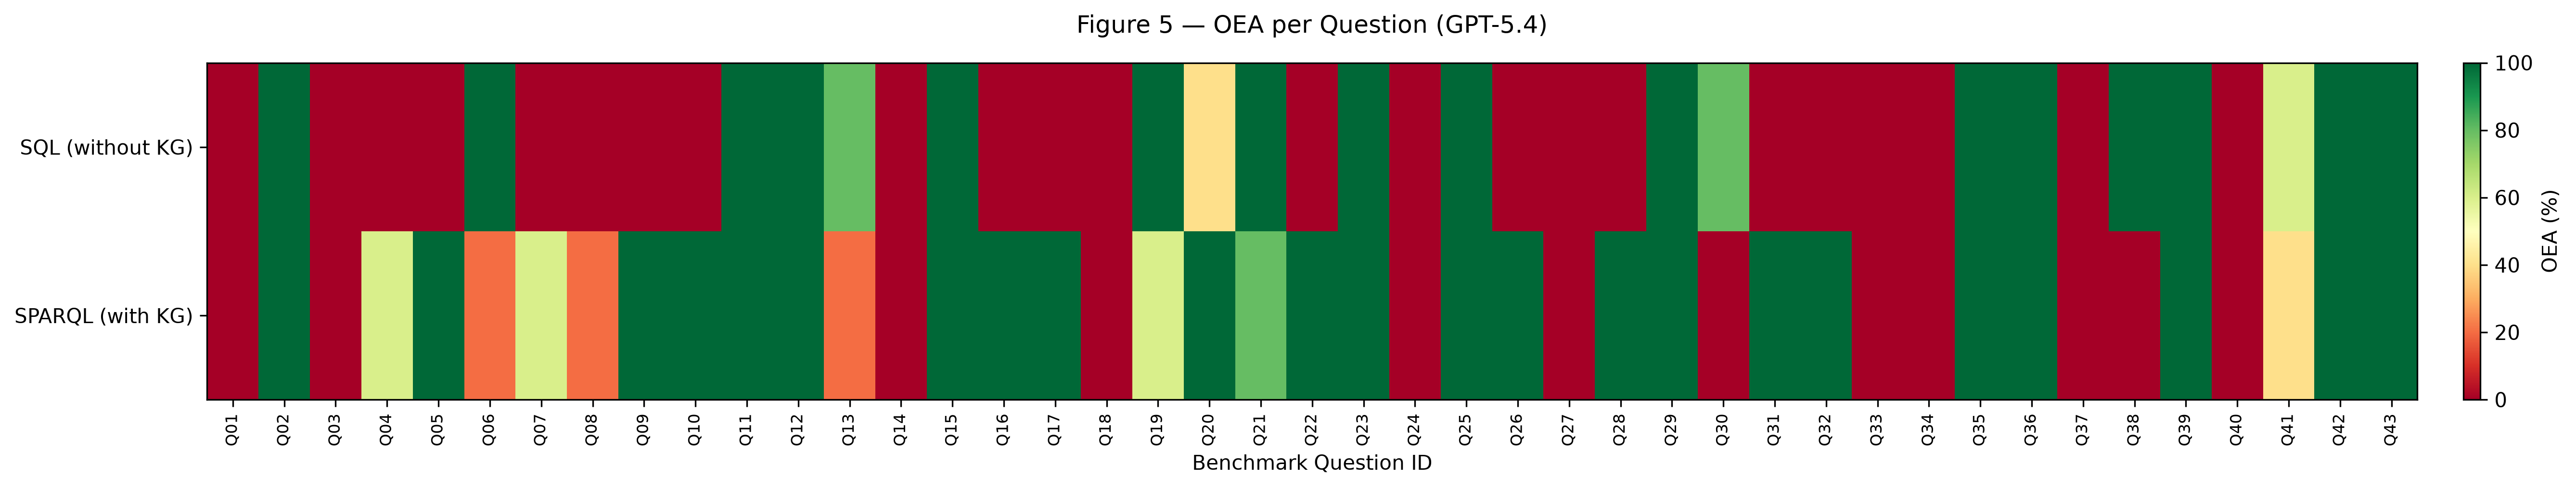 Figure 5 — OEA per Question (GPT-5.4)
SQL (without KG)
SPARQL (with KG)
Q01 Q02 Q03 Q04 Q05 Q06 Q07 Q08 Q09 Q10 Q11 Q12 Q13 Q14 Q15 Q16 Q17 Q18 Q19 Q20 Q21 Q22 Q23 Q24 Q25 Q26 Q27 Q28 Q29 Q30 Q31 Q32 Q33 Q34 Q35 Q36 Q37 Q38 Q39 Q40 Q41 Q42 Q43
Benchmark Question ID
100
80
60
40
20
0
OEA (%)